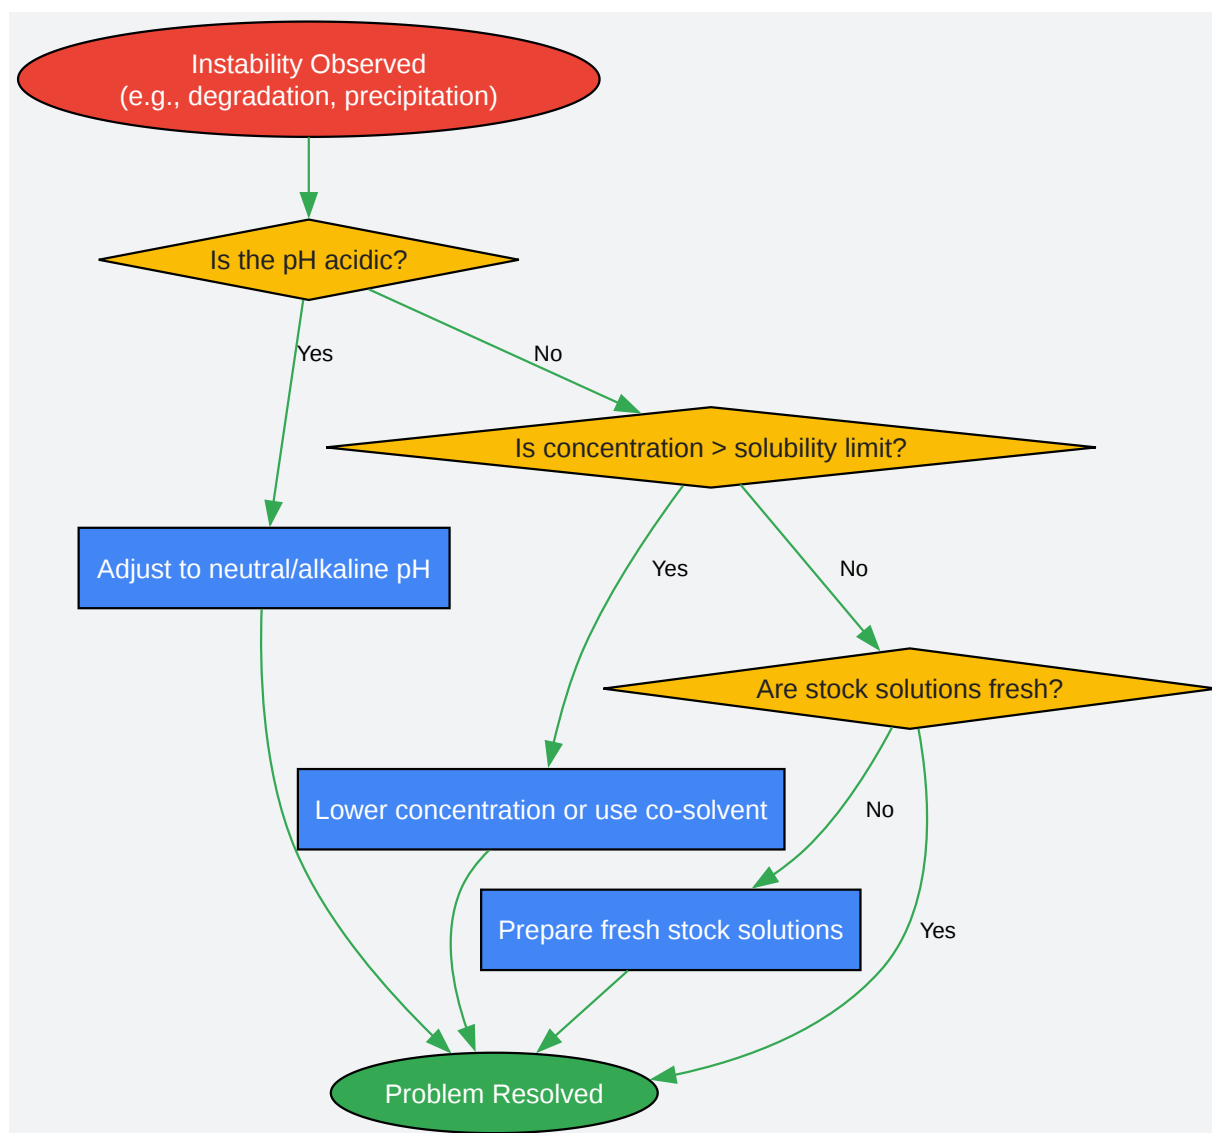 Instability Observed
(e.g., degradation, precipitation)
Is the pH acidic?
Yes
No
Is concentration > solubility limit?
Adjust to neutral/alkaline pH
Yes
No
Are stock solutions fresh?
Lower concentration or use co-solvent
No
Prepare fresh stock solutions
Yes
Problem Resolved